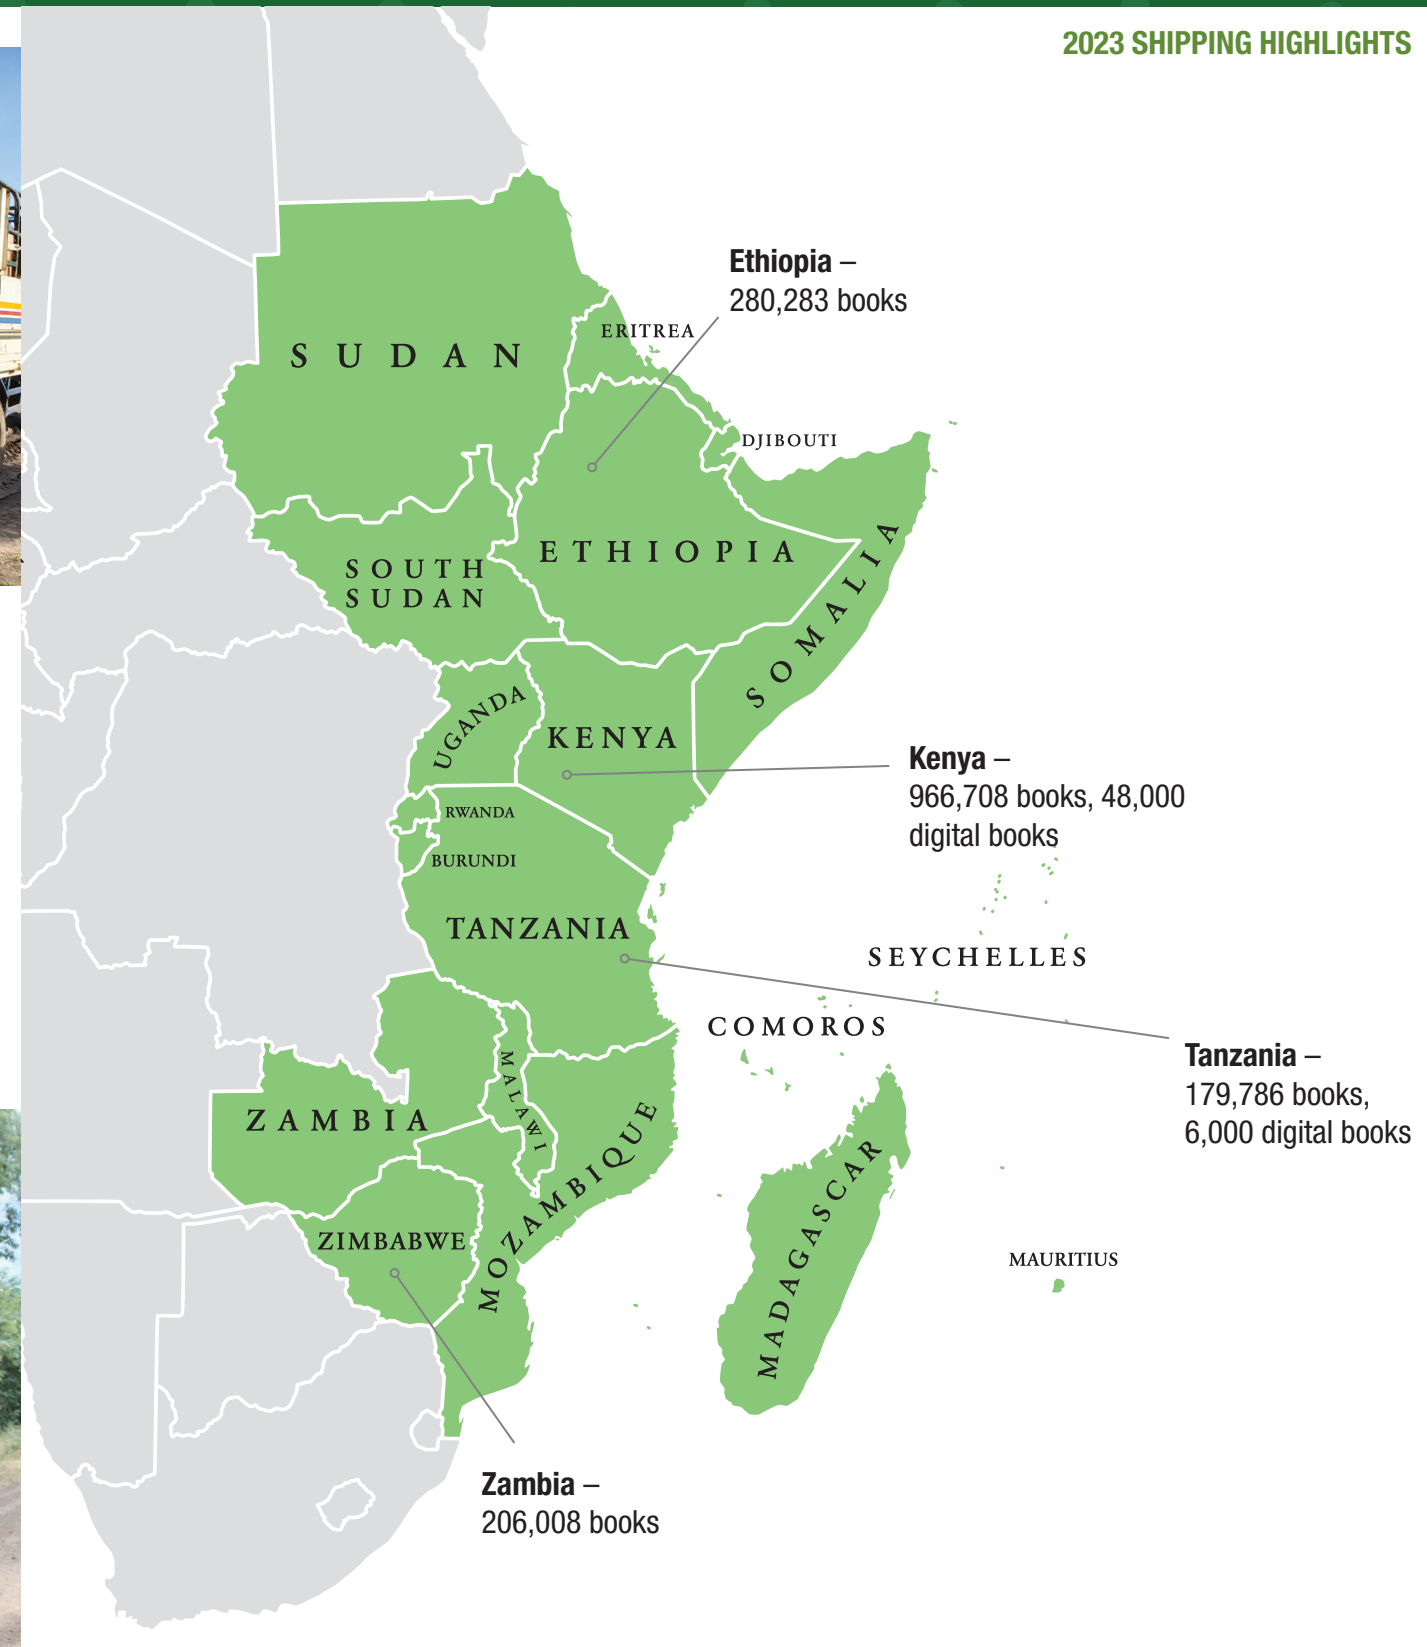 2023 SHIPPING HIGHLIGHTS
Ethiopia –
280,283 books
ERITREA
SUDAN
DJIBOUTI
ETHIOPIA
SOUTH
SUDAN
SOMALIA
UGANDA
KENYA
Kenya –
966,708 books, 48,000
digital books
RWANDA
BURUNDI
TANZANIA
SEYCHELLES
COMOROS
Tanzania –
179,786 books,
6,000 digital books
MALAWI
ZAMBIA
MOZAMBIQUE
MADAGASCAR
ZIMBABWE
MAURITIUS
Zambia –
206,008 books